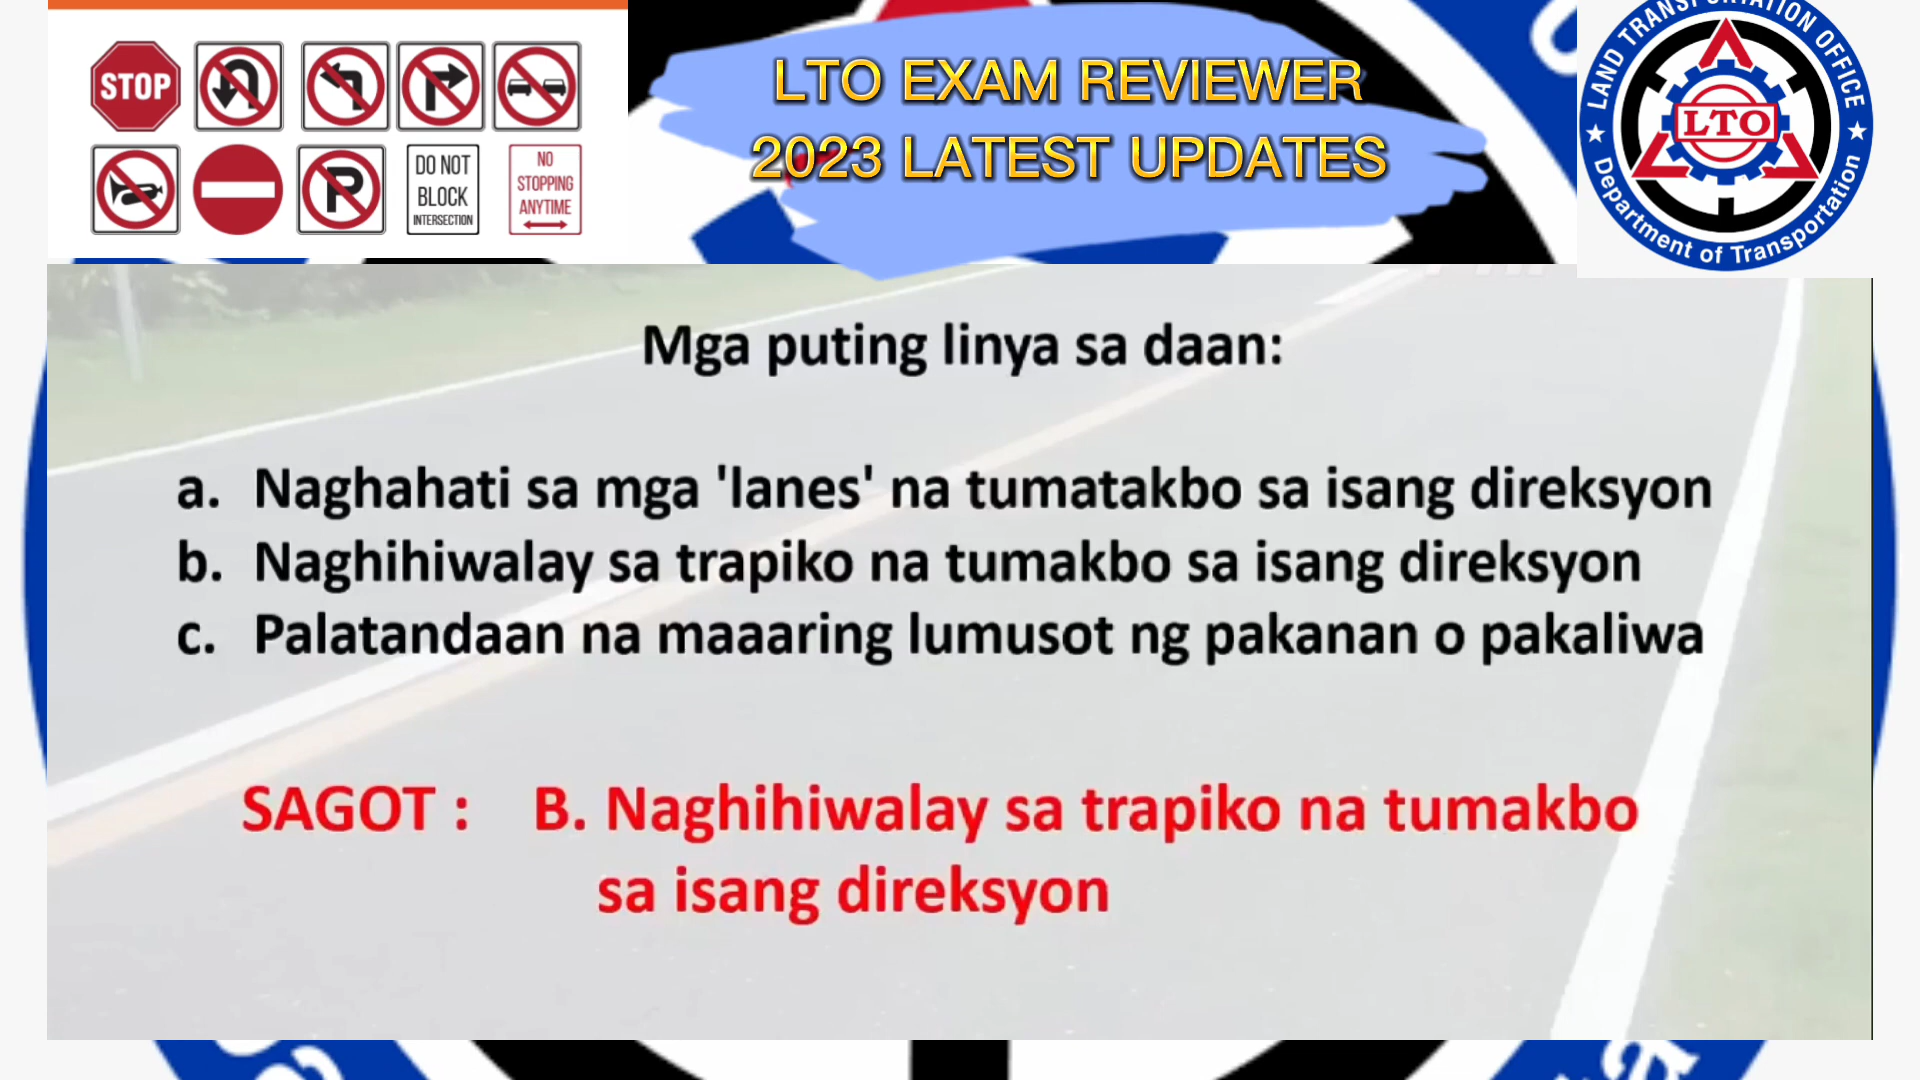 STOP
DO NOT
BLOCK
INTERSECTION
NO
STOPPING
ANYTIME
LTO EXAM REVIEWER
2023 LATEST UPDATES
LAND TRANSPORTATION OFFICE
LTO
Department of Transportation
Mga puting linya sa daan:
a. Naghahati sa mga 'lanes' na tumatakbo sa isang direksyon
b. Naghihiwalay sa trapiko na tumakbo sa isang direksyon
c. Palatandaan na maaaring lumusot ng pakanan o pakaliwa
SAGOT : B. Naghihiwalay sa trapiko na tumakbo
sa isang direksyon